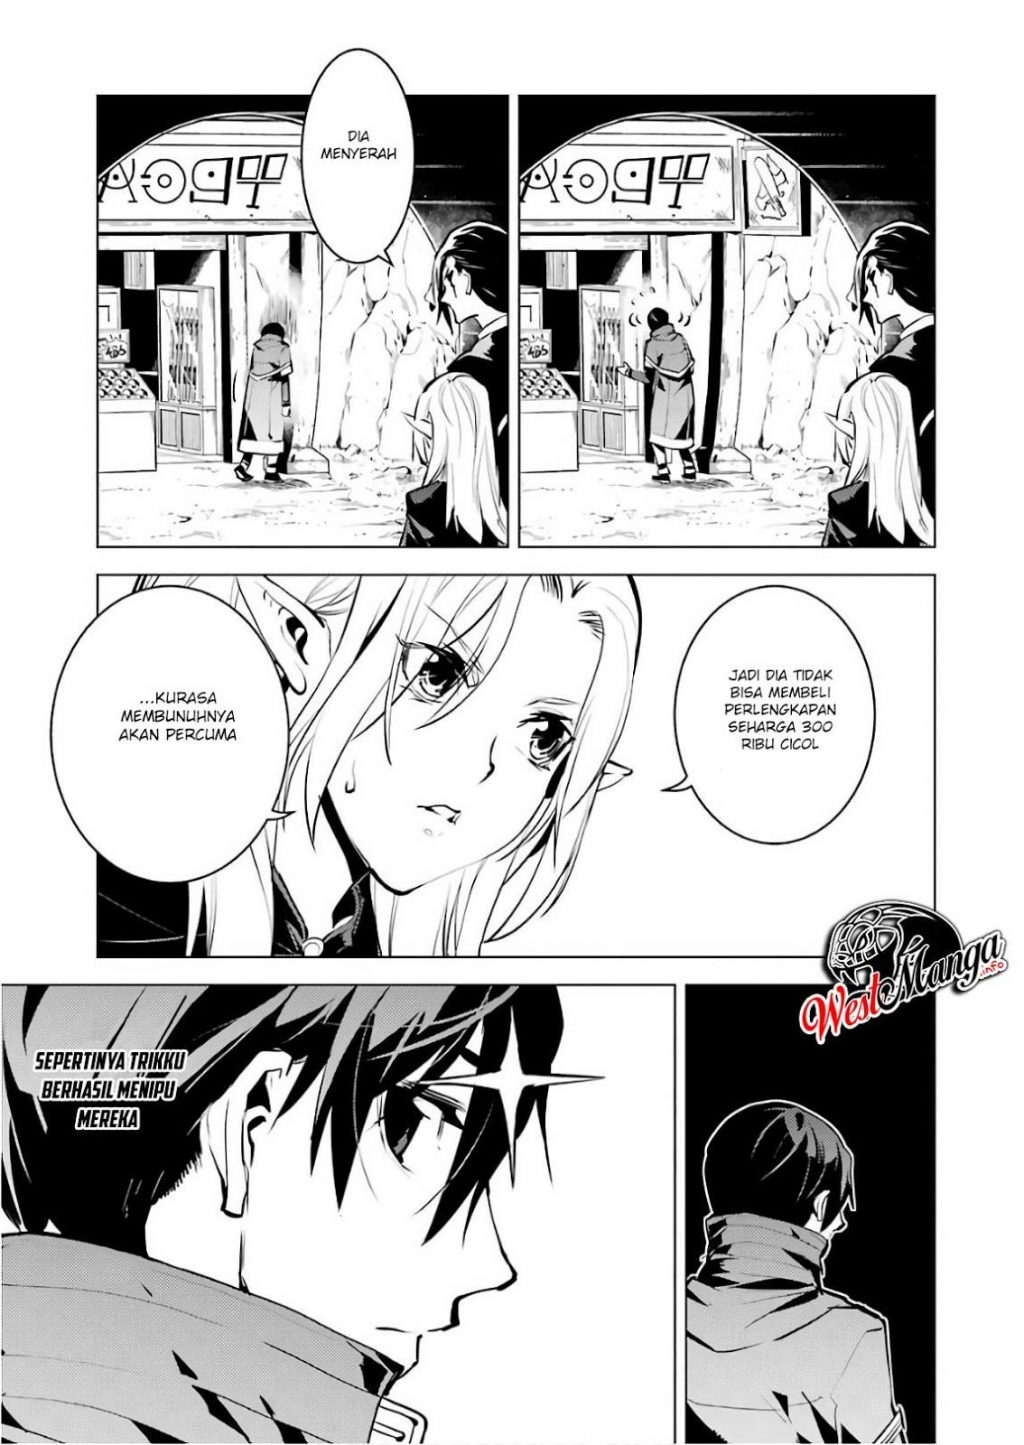 DIA
MENYERAH
JADI DIA TIDAK
BISA MEMBELI
PERLENGKAPAN
SEHARGA 300
RIBU CICOL
...KURASA
MEMBUNUHNYA
AKAN PERCUMA
WestManga
.info
SEPERTINYA TRIKKU
BERHASIL MENIPU
MEREKA